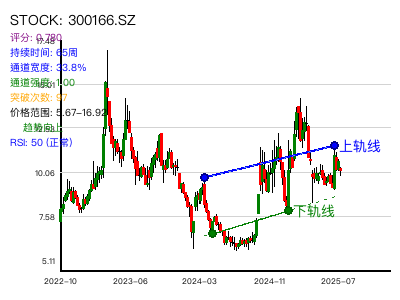 STOCK: 300166.SZ
评分: 0.780
持续时间: 65周
通道宽度: 33.8%
通道强度: 1.00
突破次数:
价格范围: 5.67-16.92
RSI: 50 (正常)
上轨线
10.06
7.58
下轨线
5.11
2022-10
2023-06
2024-03
2024-11
2025-07